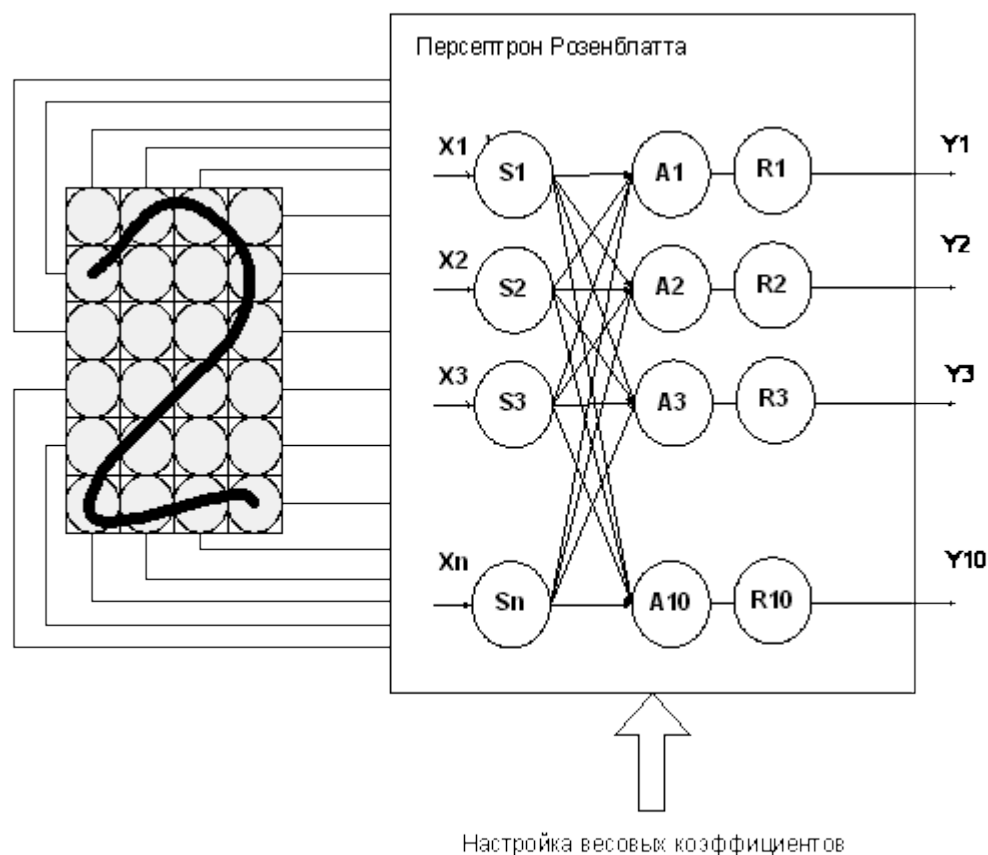 Персептрон Розенблатта
X1 S1 A1 R1 Y1
X2 S2 A2 R2 Y2
X3 S3 A3 R3 Y3
Xn Sn A10 R10 Y10
Настройка весовых коэффициентов